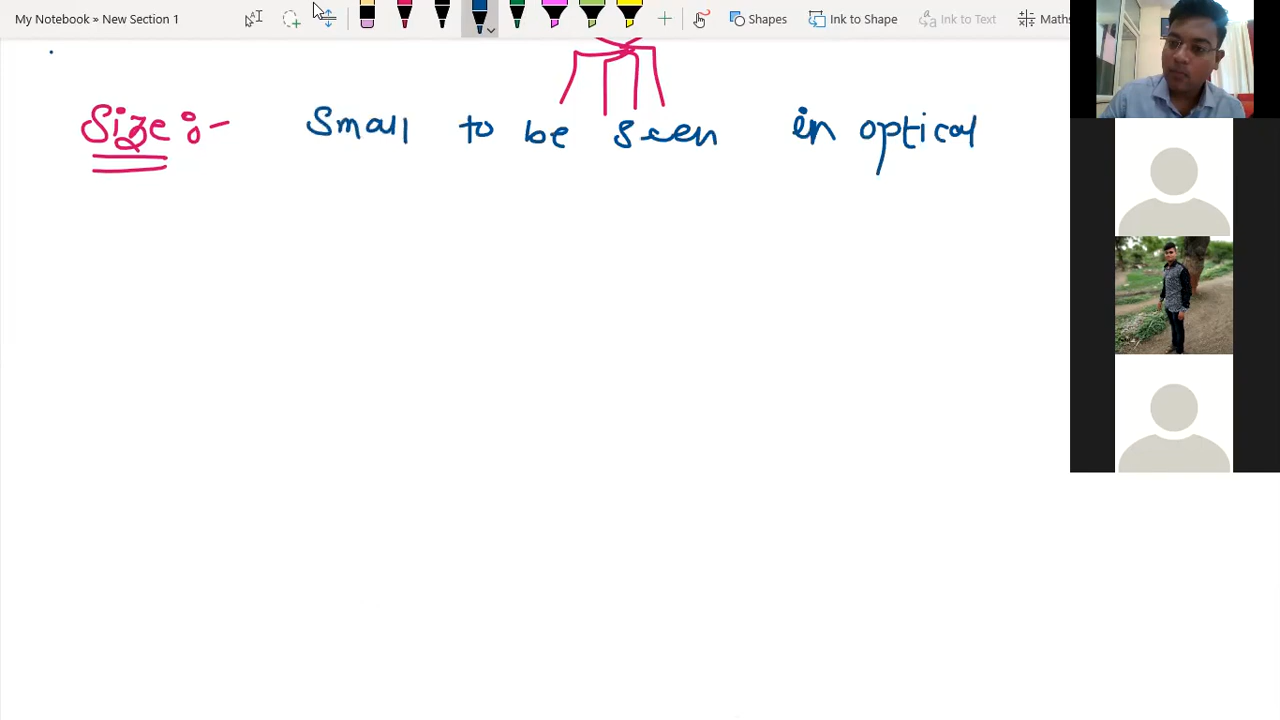 My Notebook » New Section 1
Shapes
Ink to Shape
Ink to Text
Maths
Size :- Small to be seen in optical